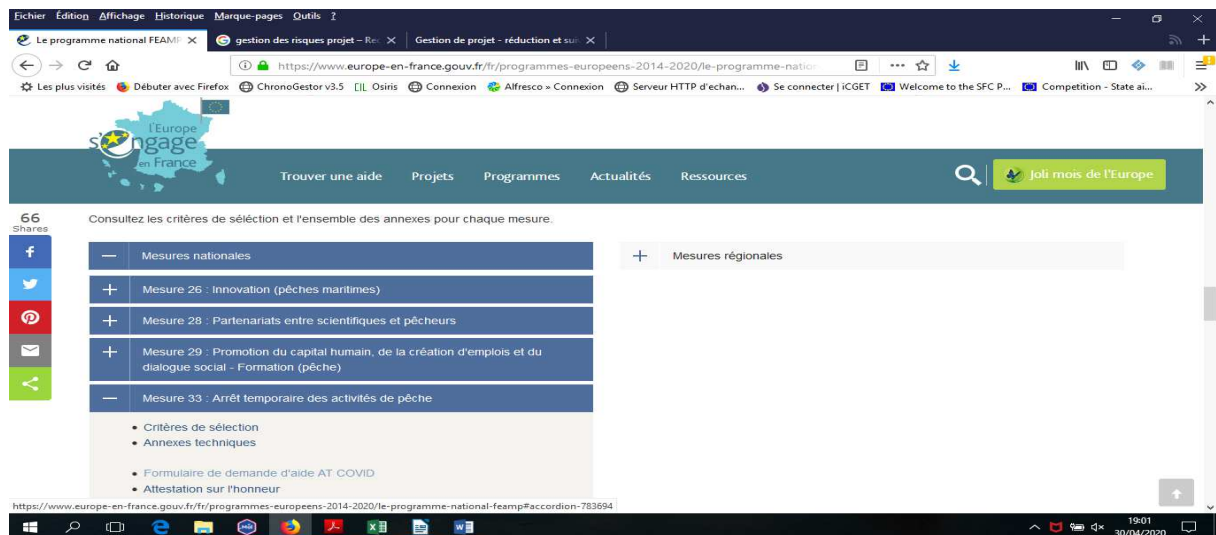 Fichier Édition Affichage Historique Marque-pages Outils ?
Le programme national FEAMP
gestion des risques projet – Rec
Gestion de projet - réduction et sui
https://www.europe-en-france.gouv.fr/fr/programmes-europeens-2014-2020/le-programme-natio
Les plus visités Débuter avec Firefox ChronoGestor v3.5 Osiris Connexion Alfresco » Connexion Serveur HTTP d'echan... Se connecter | iCGET Welcome to the SFC P... Competition - State ai...
l'Europe
s'engage
en France
Trouver une aide Projets Programmes Actualités Ressources
Joli mois de l'Europe
66
Shares
Consultez les critères de séléction et l'ensemble des annexes pour chaque mesure.
Mesures nationales
Mesures régionales
Mesure 26 : Innovation (pêches maritimes)
Mesure 28 : Partenariats entre scientifiques et pêcheurs
Mesure 29 : Promotion du capital humain, de la création d'emplois et du
dialogue social - Formation (pêche)
Mesure 33 : Arrêt temporaire des activités de pêche
• Critères de sélection
• Annexes techniques
• Formulaire de demande d'aide AT COVID
• Attestation sur l'honneur
https://www.europe-en-france.gouv.fr/fr/programmes-europeens-2014-2020/le-programme-national-feamp#accordion-783694
19:01
30/04/2020